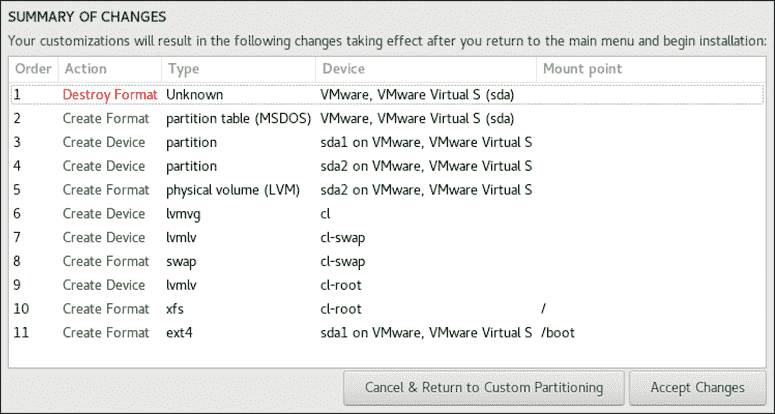 SUMMARY OF CHANGES
Your customizations will result in the following changes taking effect after you return to the main menu and begin installation:
Order Action Type Device Mount point
1 Destroy Format Unknown VMware, VMware Virtual S (sda)
2 Create Format partition table (MSDOS) VMware, VMware Virtual S (sda)
3 Create Device partition sda1 on VMware, VMware Virtual S
4 Create Device partition sda2 on VMware, VMware Virtual S
5 Create Format physical volume (LVM) sda2 on VMware, VMware Virtual S
6 Create Device lvmvg cl
7 Create Device lvmlv cl-swap
8 Create Format swap cl-swap
9 Create Device lvmlv cl-root
10 Create Format xfs cl-root /
11 Create Format ext4 sda1 on VMware, VMware Virtual S /boot
Cancel & Return to Custom Partitioning Accept Changes